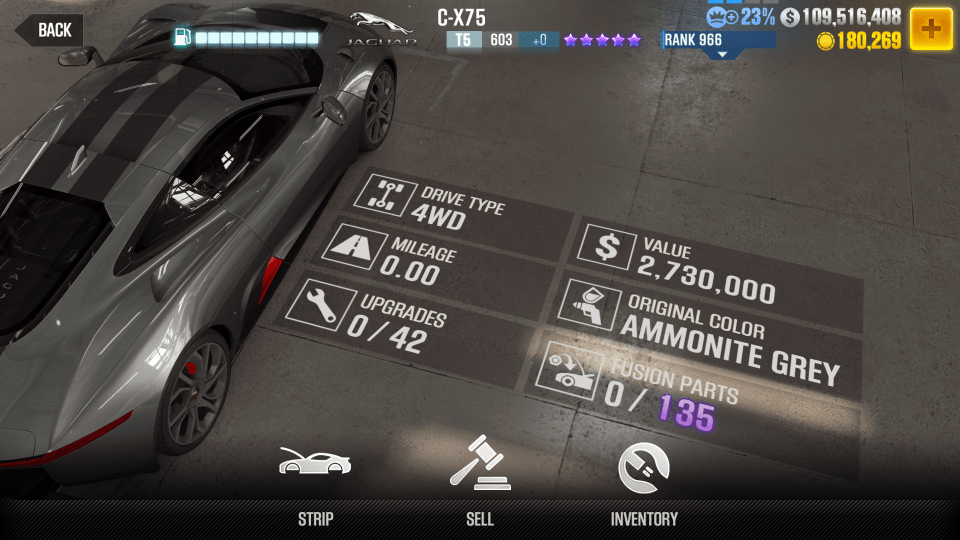 BACK
JAGUAR
C-X75
T5 603 +0
23%
109,516,408
RANK 966
180,269
DRIVE TYPE
4WD
MILEAGE
0.00
UPGRADES
0/42
VALUE
2,730,000
ORIGINAL COLOR
AMMONITE GREY
FUSION PARTS
0/135
STRIP
SELL
INVENTORY